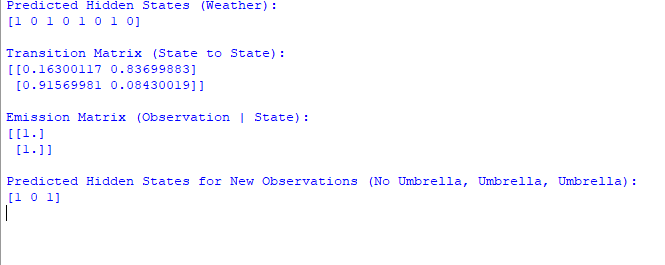 Predicted Hidden States (Weather):
[1 0 1 0 1 0 1 0]
Transition Matrix (State to State):
[[0.16300117 0.83699883]
[0.91569981 0.08430019]]
Emission Matrix (Observation | State):
[[1.]
[1.]]
Predicted Hidden States for New Observations (No Umbrella, Umbrella, Umbrella):
[1 0 1]